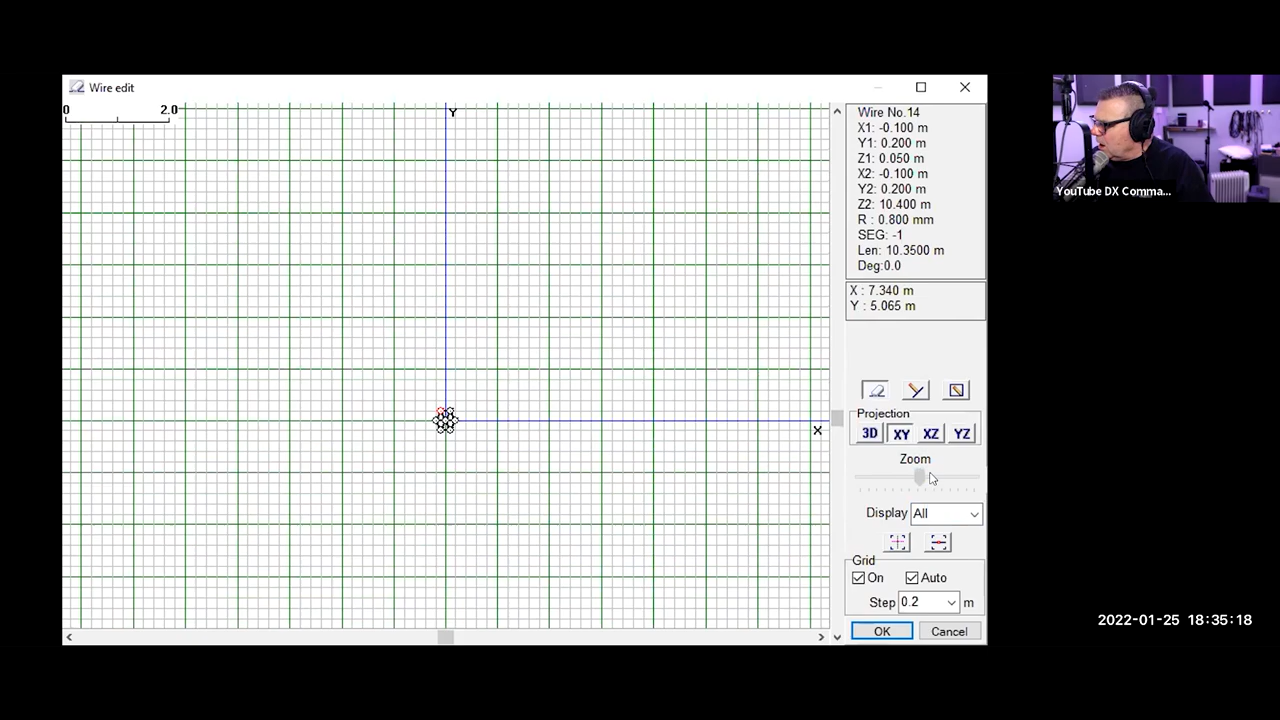 Wire edit
0 2.0
Y
X
Wire No.14
X1: -0.100 m
Y1: 0.200 m
Z1: 0.050 m
X2: -0.100 m
Y2: 0.200 m
Z2: 10.400 m
R : 0.800 mm
SEG: -1
Len: 10.3500 m
Deg:0.0
X : 7.340 m
Y : 5.065 m
Projection
3D XY XZ YZ
Zoom
Display All
Grid
On Auto
Step 0.2 m
OK Cancel
YouTube DX Comma...
2022-01-25 18:35:18